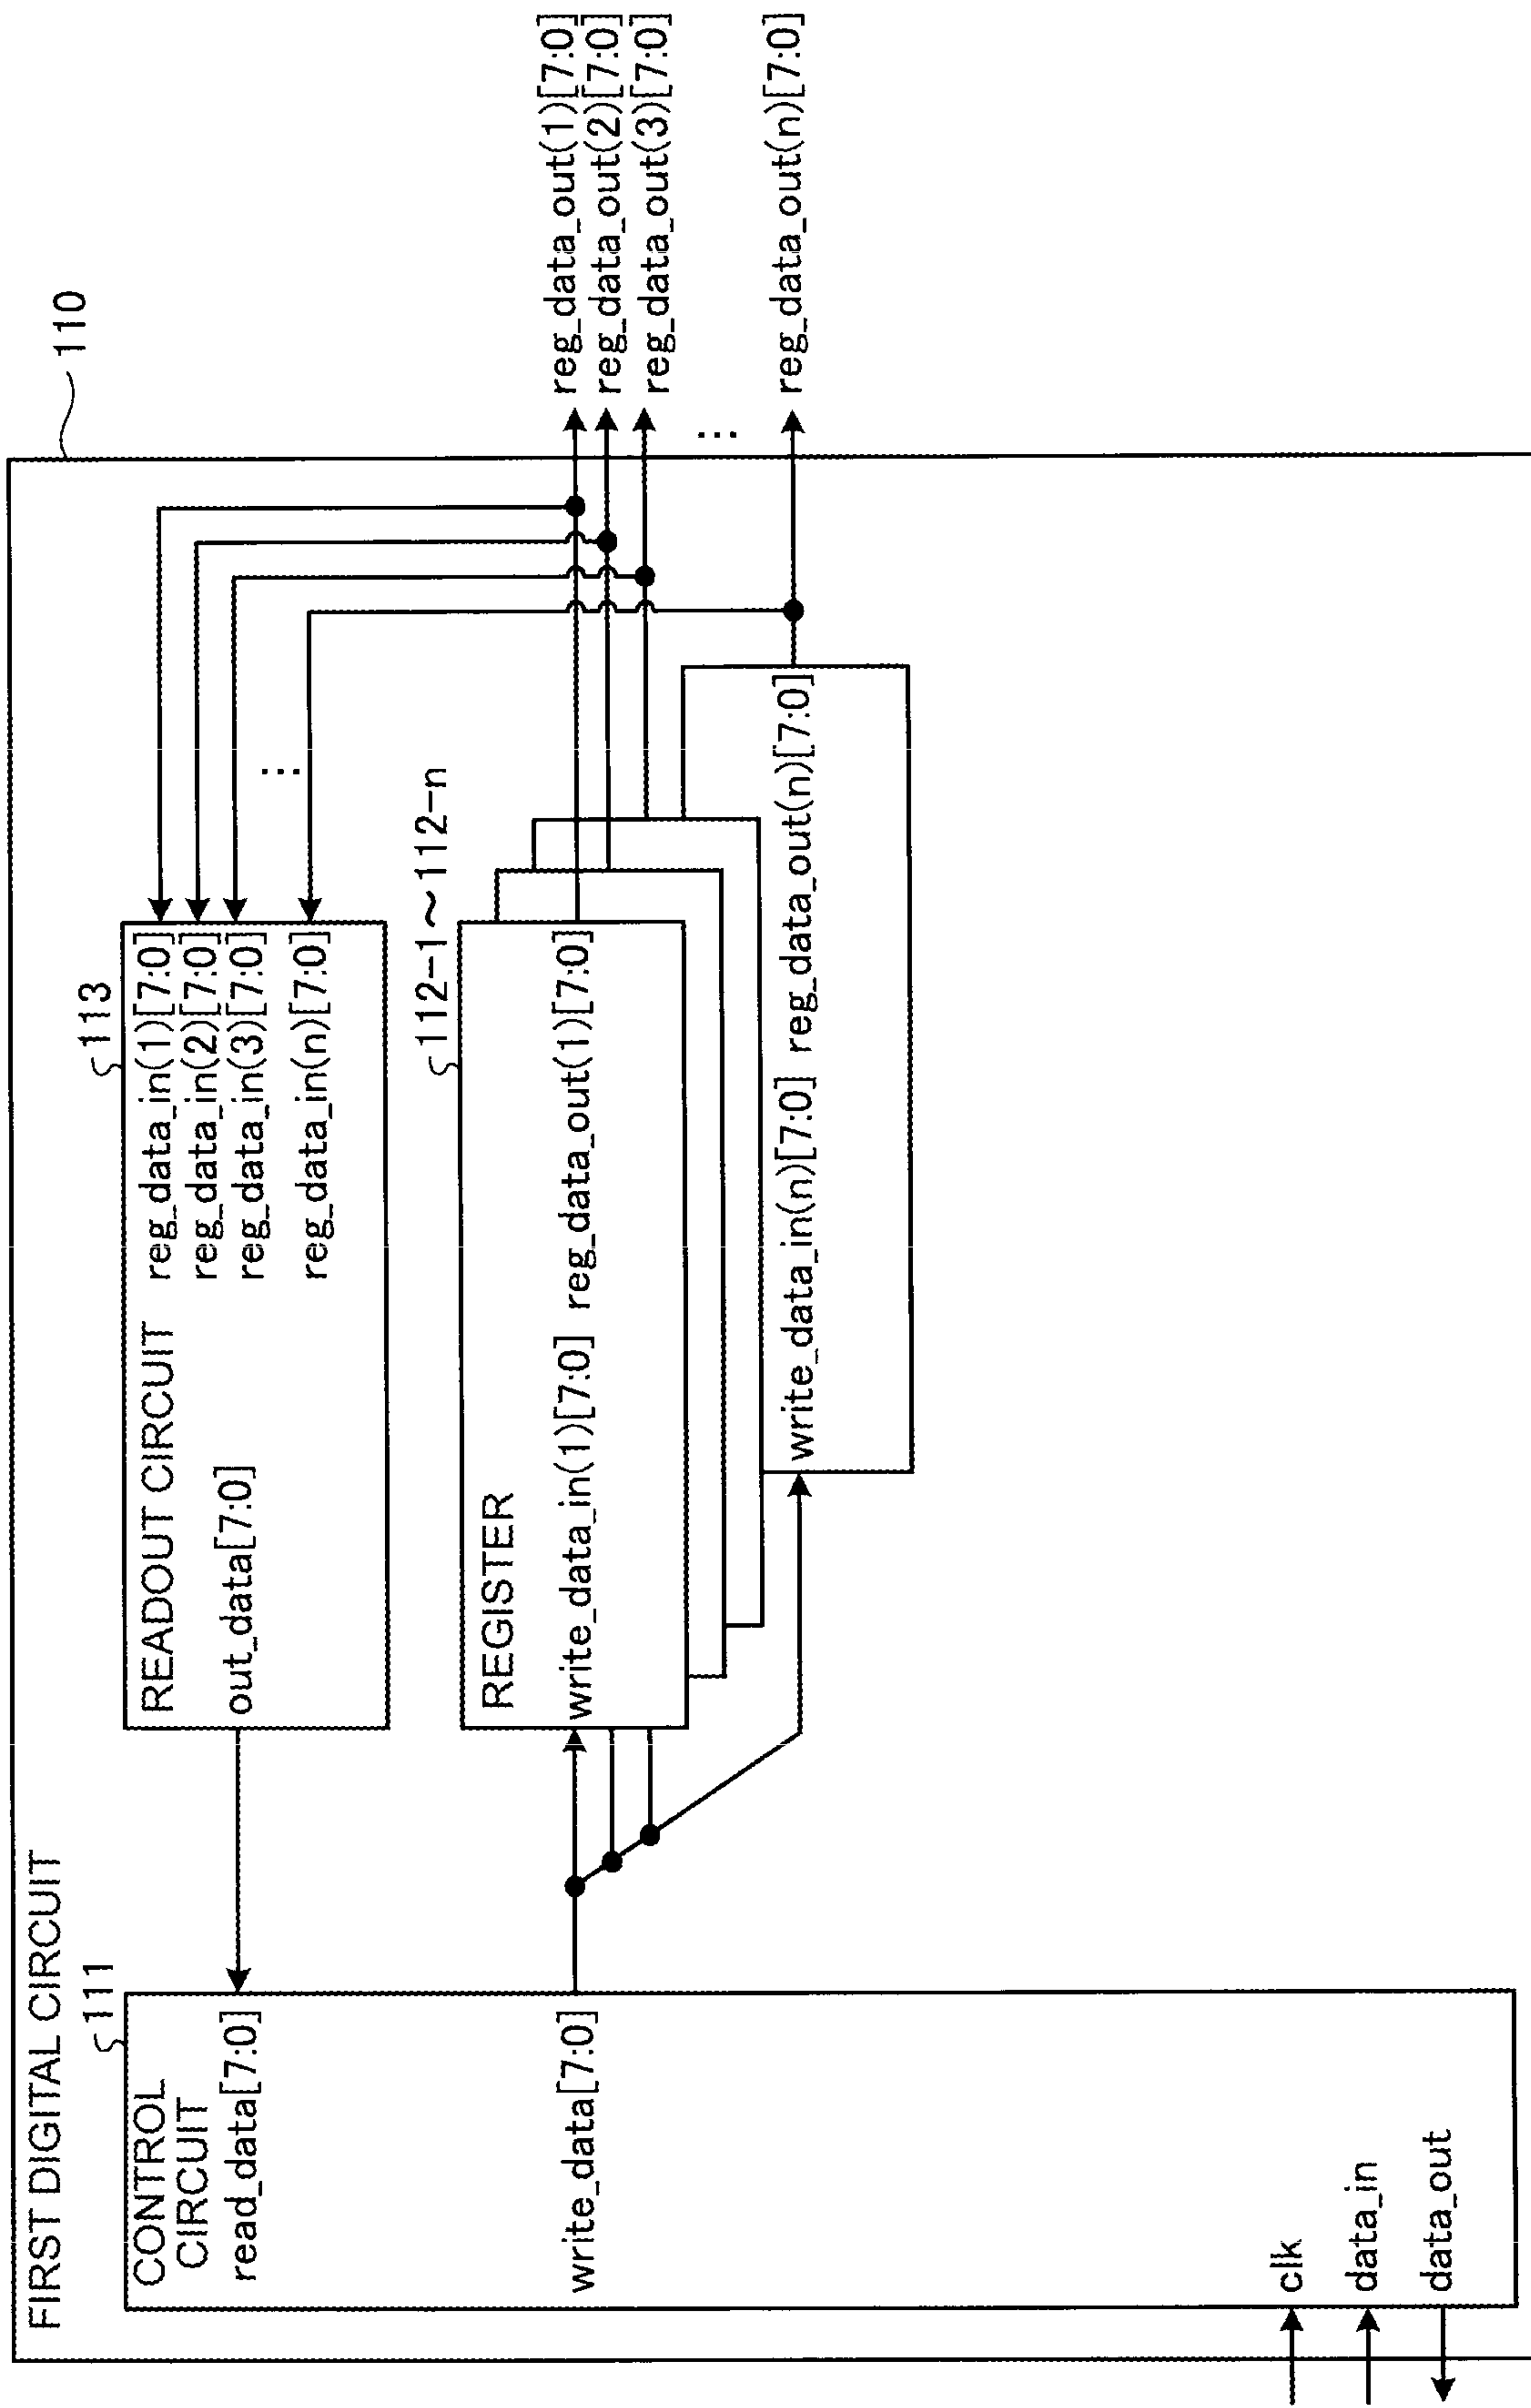 FIRST DIGITAL CIRCUIT
110
CONTROL
CIRCUIT
111
read_data[7:0]
write_data[7:0]
clk
data_in
data_out
READOUT CIRCUIT
113
out_data[7:0]
reg_data_in(1)[7:0]
reg_data_in(2)[7:0]
reg_data_in(3)[7:0]
...
reg_data_in(n)[7:0]
REGISTER
112-1~112-n
write_data_in(1)[7:0] reg_data_out(1)[7:0]
write_data_in(n)[7:0] reg_data_out(n)[7:0]
reg_data_out(1)[7:0]
reg_data_out(2)[7:0]
reg_data_out(3)[7:0]
...
reg_data_out(n)[7:0]